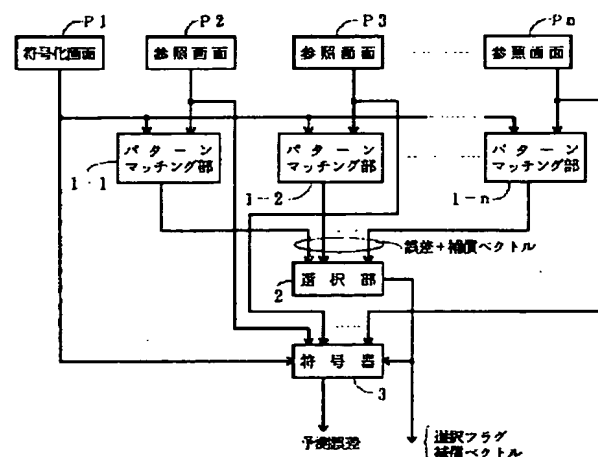 P1
P2
P3
Pn
符号化画面
参照画面
参照画面
参照画面
パターン
マッチング部
パターン
マッチング部
パターン
マッチング部
1-1
1-2
1-n
誤差+補償ベクトル
選択部
2
符号器
3
予測誤差
選択フラグ
補償ベクトル